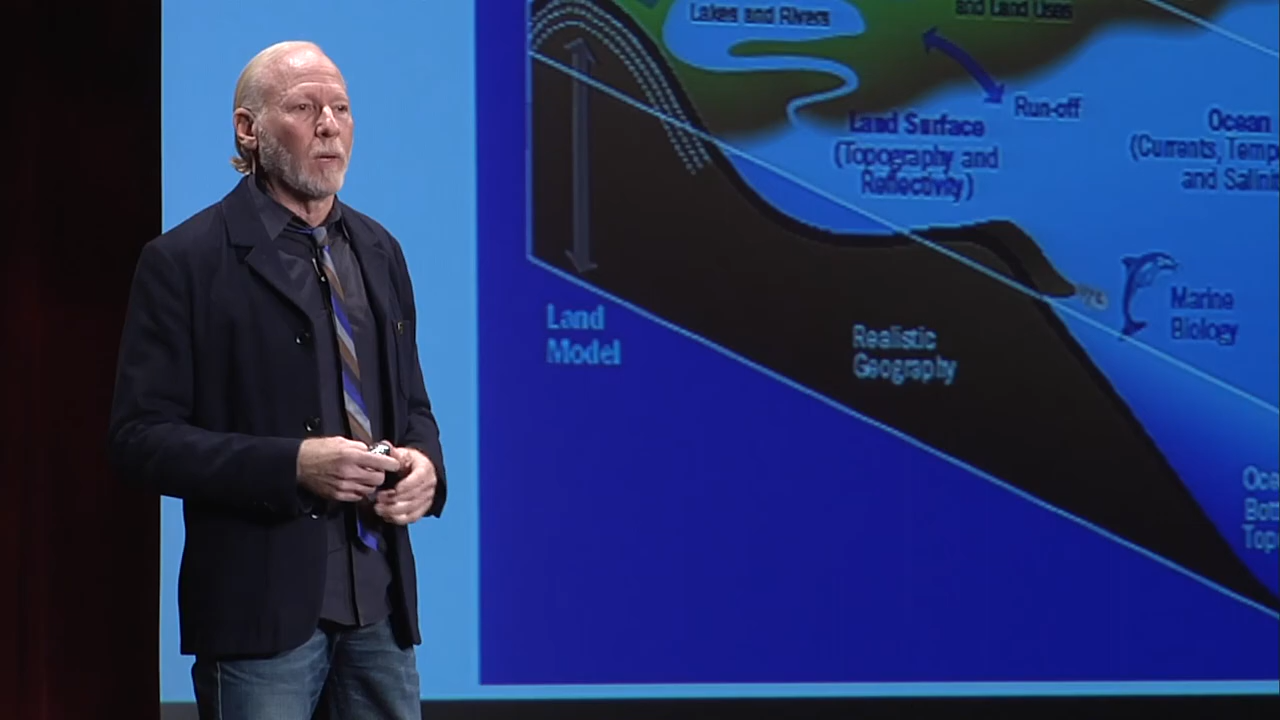 Lakes and Rivers
and Land Uses
Run-off
Land Surface
(Topography and
Reflectivity)
Ocean
(Currents, Temp
and Salini
Marine
Biology
Land
Model
Realistic
Geography
Oce
Bott
Top